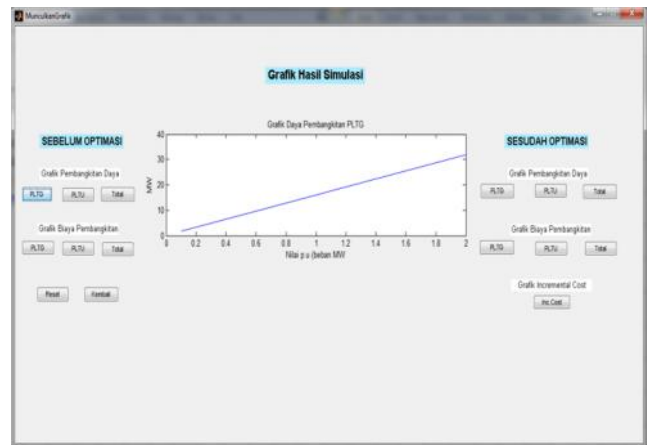 MunculkanGrafik
Grafik Hasil Simulasi
SEBELUM OPTIMASI
Grafik Pembangkitan Daya
PLTG PLTU Total
Grafik Biaya Pembangkitan
PLTG PLTU Total
Reset Kembali
Grafik Daya Pembangkitan PLTG
MW
40
30
20
10
0
0 0.2 0.4 0.6 0.8 1 1.2 1.4 1.6 1.8 2
Nilai p.u (beban MW
SESUDAH OPTIMASI
Grafik Pembangkitan Daya
PLTG PLTU Total
Grafik Biaya Pembangkitan
PLTG PLTU Total
Grafik Incremental Cost
Inc.Cost